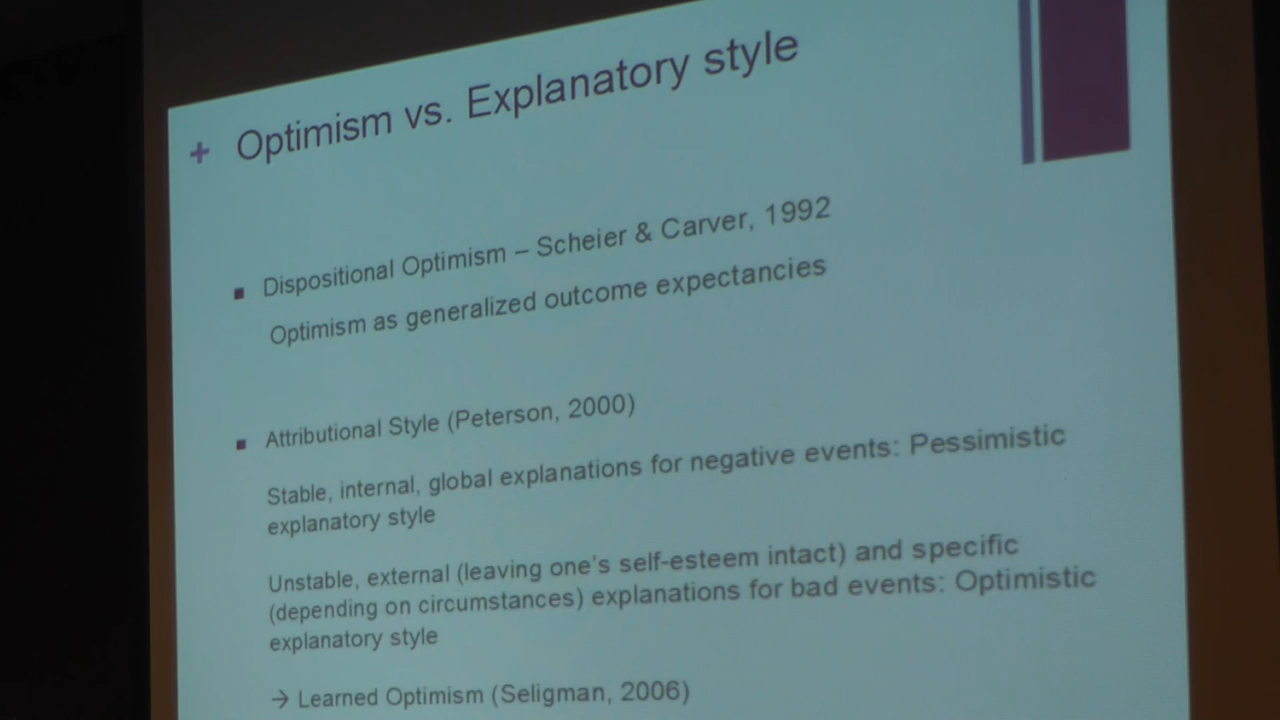 + Optimism vs. Explanatory style
▪ Dispositional Optimism – Scheier & Carver, 1992
Optimism as generalized outcome expectancies
▪ Attributional Style (Peterson, 2000)
Stable, internal, global explanations for negative events: Pessimistic
explanatory style
Unstable, external (leaving one's self-esteem intact) and specific
(depending on circumstances) explanations for bad events: Optimistic
explanatory style
→ Learned Optimism (Seligman, 2006)